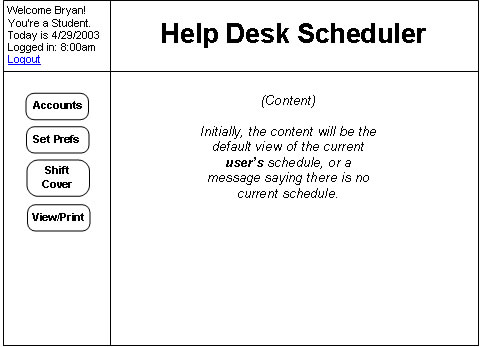 Welcome Bryan!
You're a Student.
Today is 4/29/2003
Logged in: 8:00am
Logout
Help Desk Scheduler
Accounts
Set Prefs
Shift
Cover
View/Print
(Content)
Initially, the content will be the
default view of the current
user's schedule, or a
message saying there is no
current schedule.